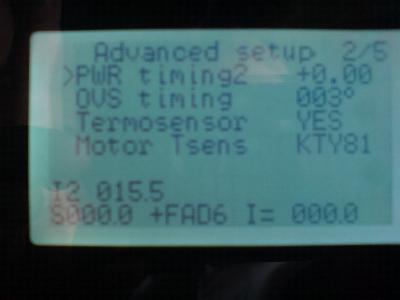 Advanced setup 2/5
>PWR timing2 +0.00
OVS timing 003°
Termosensor YES
Motor Tsens KTY81
I2 015.5
S000.0 +FAD6 I= 000.0